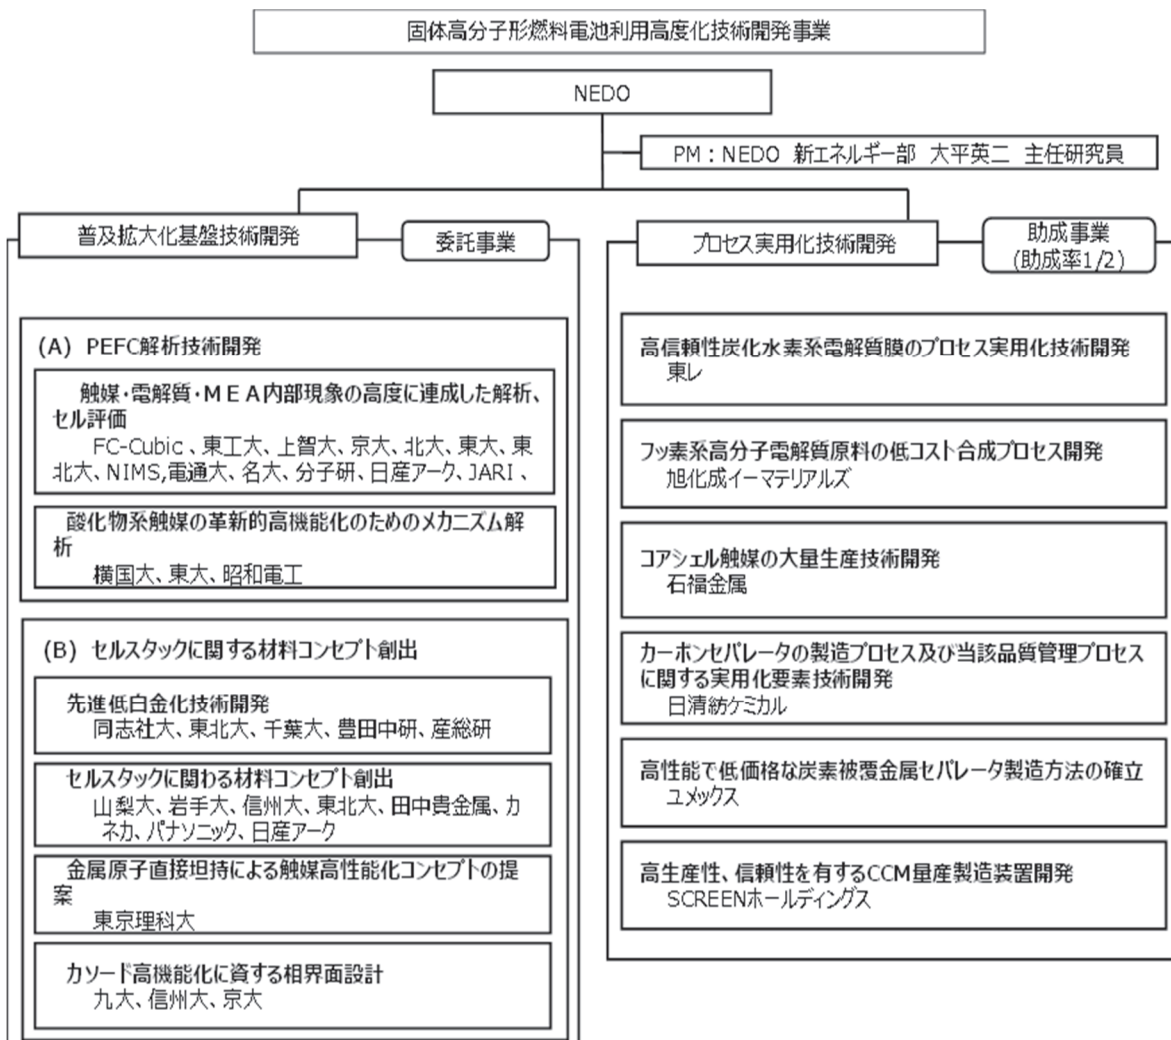 固体高分子形燃料電池利用高度化技術開発事業
NEDO
PM：NEDO 新エネルギー部 大平英二 主任研究員
普及拡大化基盤技術開発
委託事業
(A) PEFC解析技術開発
触媒・電解質・ＭＥＡ内部現象の高度に連成した解析、
セル評価
FC-Cubic、東工大、上智大、京大、北大、東大、東
北大、NIMS,電通大、名大、分子研、日産アーク、JARI、
酸化物系触媒の革新的高機能化のためのメカニズム解
析
横国大、東大、昭和電工
(B) セルスタックに関する材料コンセプト創出
先進低白金化技術開発
同志社大、東北大、千葉大、豊田中研、産総研
セルスタックに関わる材料コンセプト創出
山梨大、岩手大、信州大、東北大、田中貴金属、カ
ネカ、パナソニック、日産アーク
金属原子直接坦持による触媒高性能化コンセプトの提
案
東京理科大
カソード高機能化に資する相界面設計
九大、信州大、京大
プロセス実用化技術開発
助成事業
(助成率1/2)
高信頼性炭化水素系電解質膜のプロセス実用化技術開発
東レ
フッ素系高分子電解質原料の低コスト合成プロセス開発
旭化成イーマテリアルズ
コアシェル触媒の大量生産技術開発
石福金属
カーボンセパレータの製造プロセス及び当該品質管理プロセス
に関する実用化要素技術開発
日清紡ケミカル
高性能で低価格な炭素被覆金属セパレータ製造方法の確立
ユメックス
高生産性、信頼性を有するCCM量産製造装置開発
SCREENホールディングス